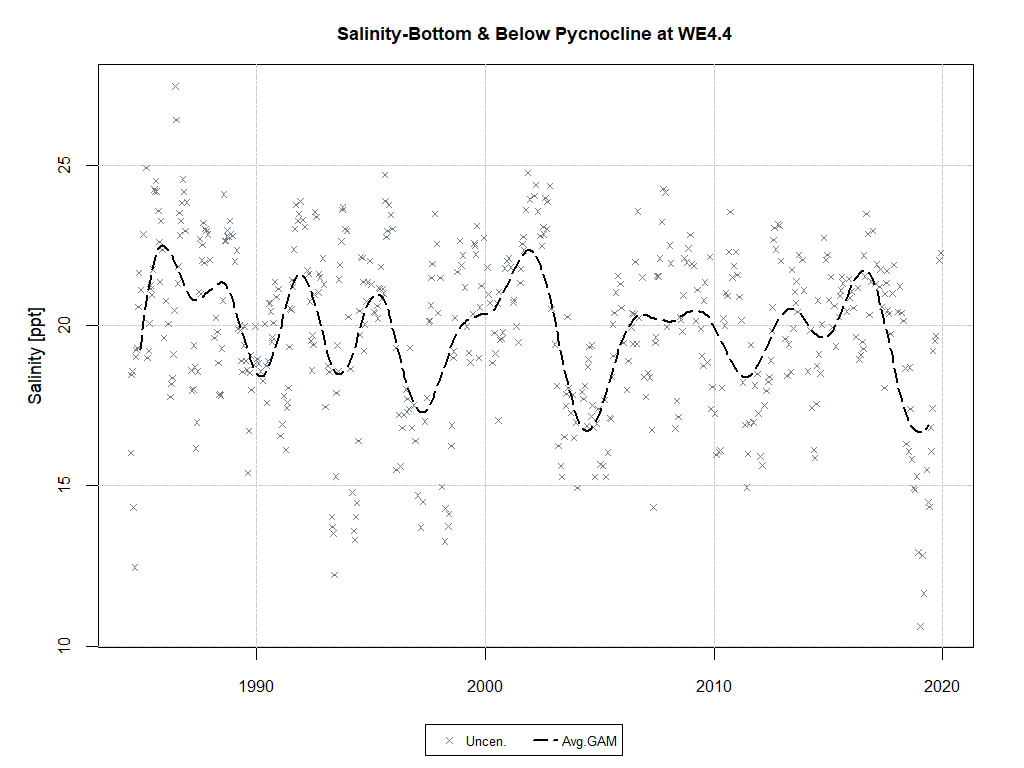 Salinity-Bottom & Below Pycnocline at WE4.4
25
20
15
10
Salinity [ppt]
1990 2000 2010 2020
Uncen. Avg.GAM